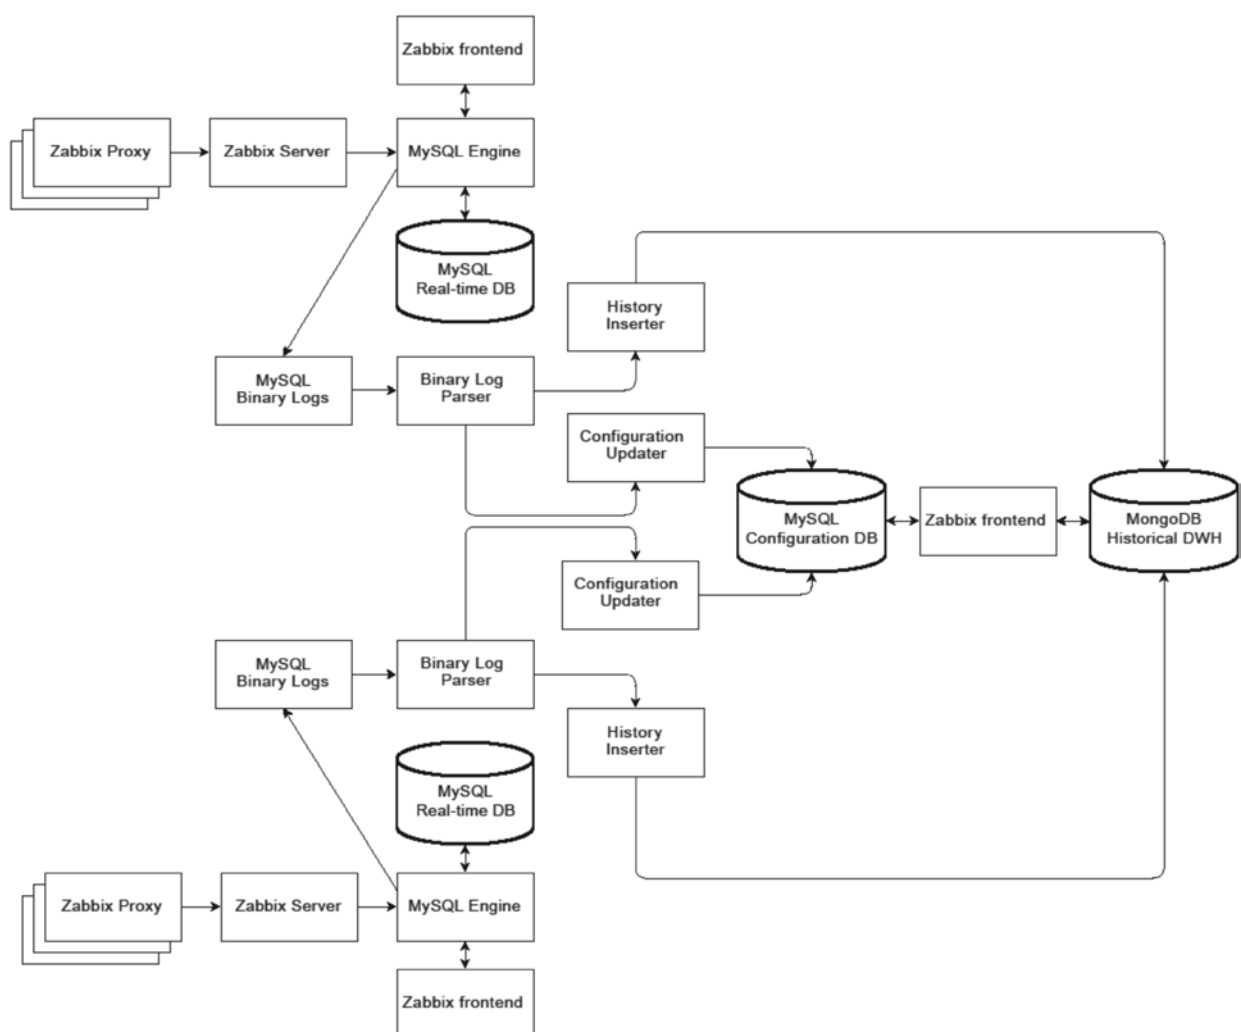 Zabbix frontend
Zabbix Proxy
Zabbix Server
MySQL Engine
MySQL
Real-time DB
History
Inserter
MySQL
Binary Logs
Binary Log
Parser
Configuration
Updater
MySQL
Configuration DB
Zabbix frontend
MongoDB
Historical DWH
Configuration
Updater
MySQL
Binary Logs
Binary Log
Parser
History
Inserter
MySQL
Real-time DB
Zabbix Proxy
Zabbix Server
MySQL Engine
Zabbix frontend